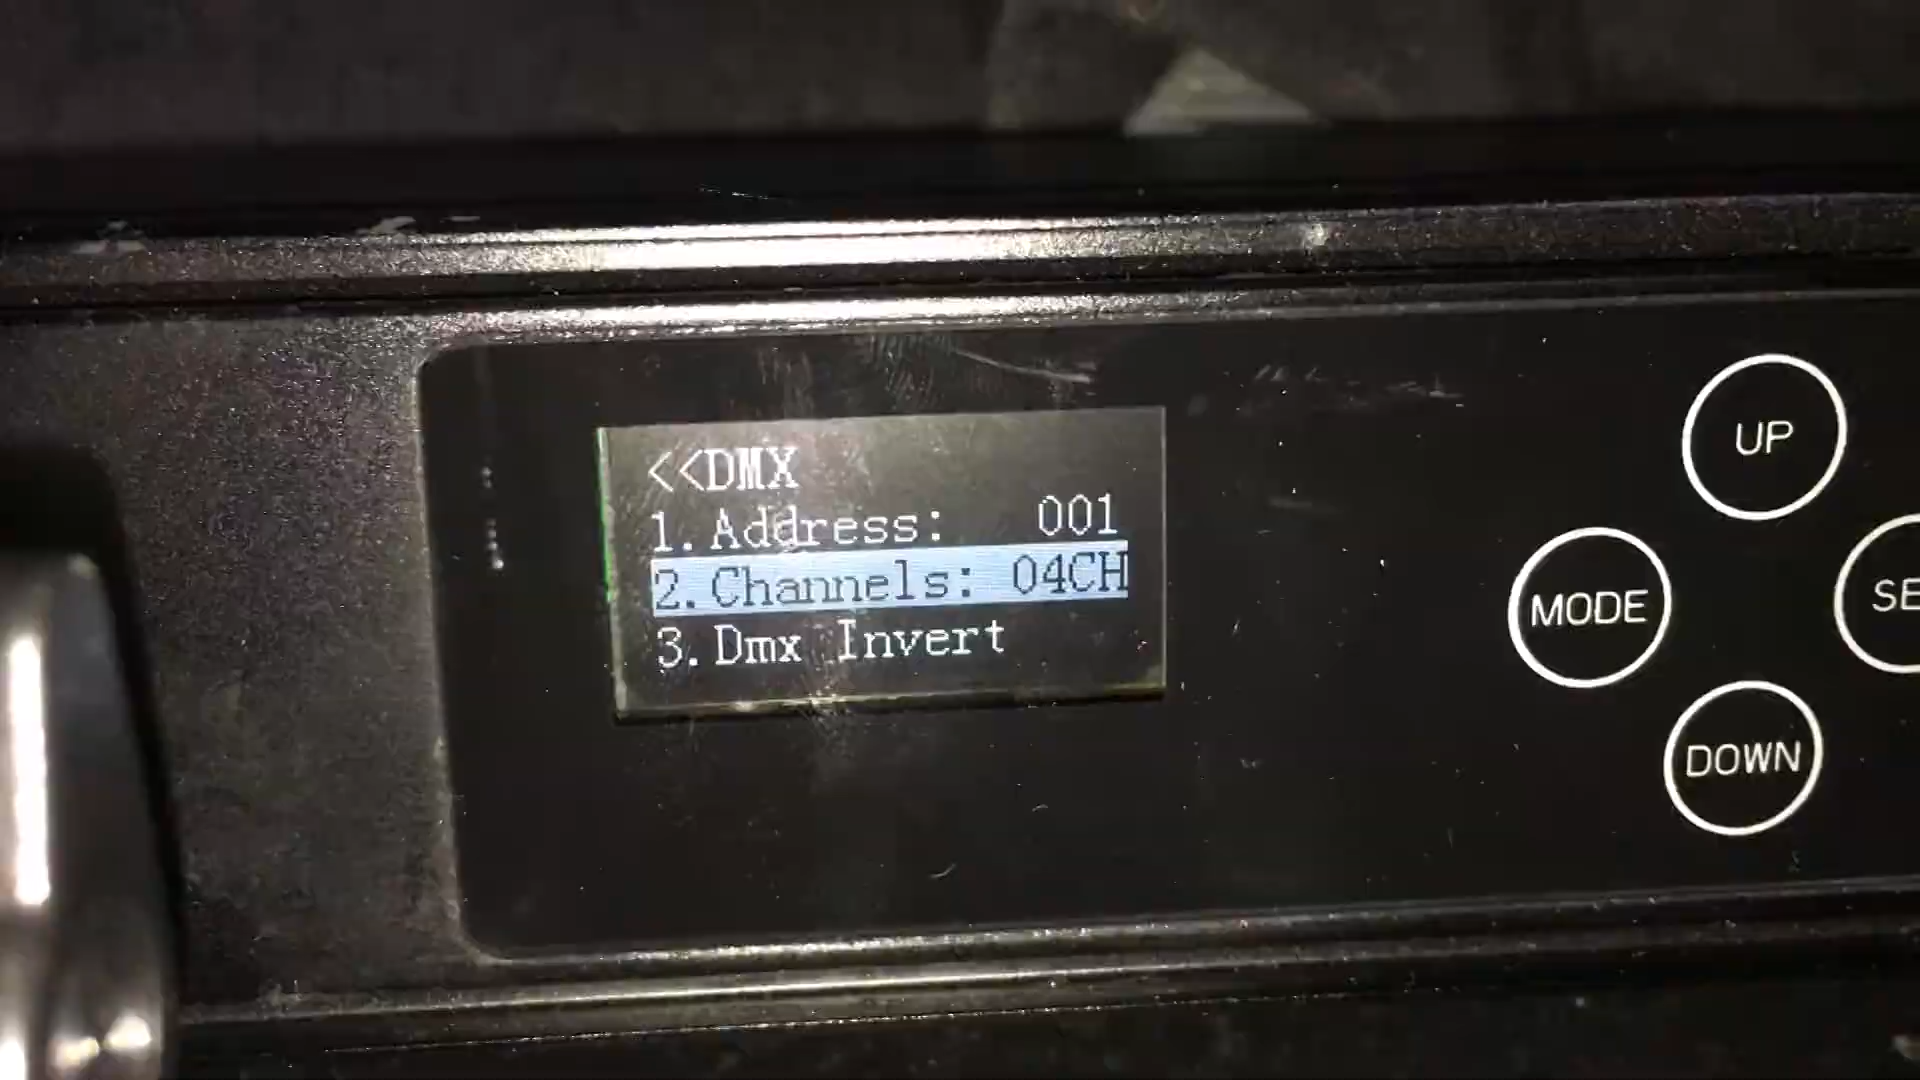 <<DMX
1.Address: 001
2.Channels: 04CH
3.Dmx Invert
UP
MODE
SE
DOWN